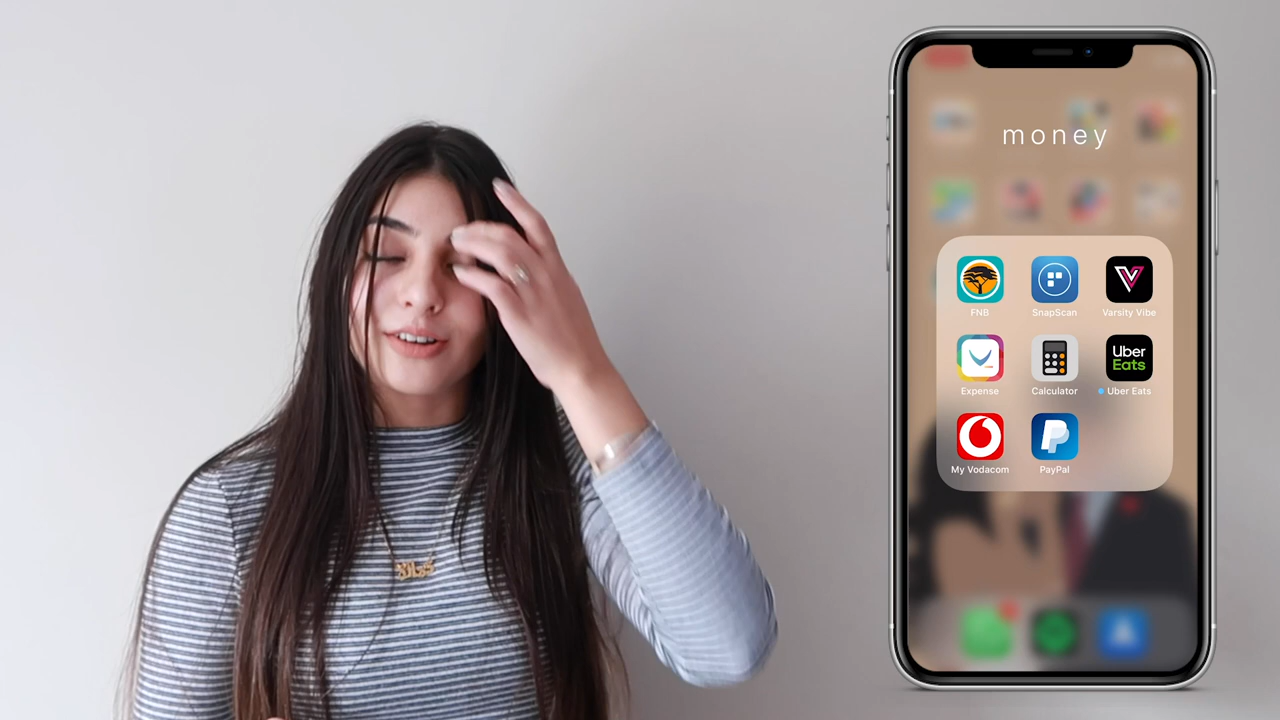 money
FNB SnapScan Varsity Vibe
Uber
Eats
Expense Calculator Uber Eats
My Vodacom PayPal